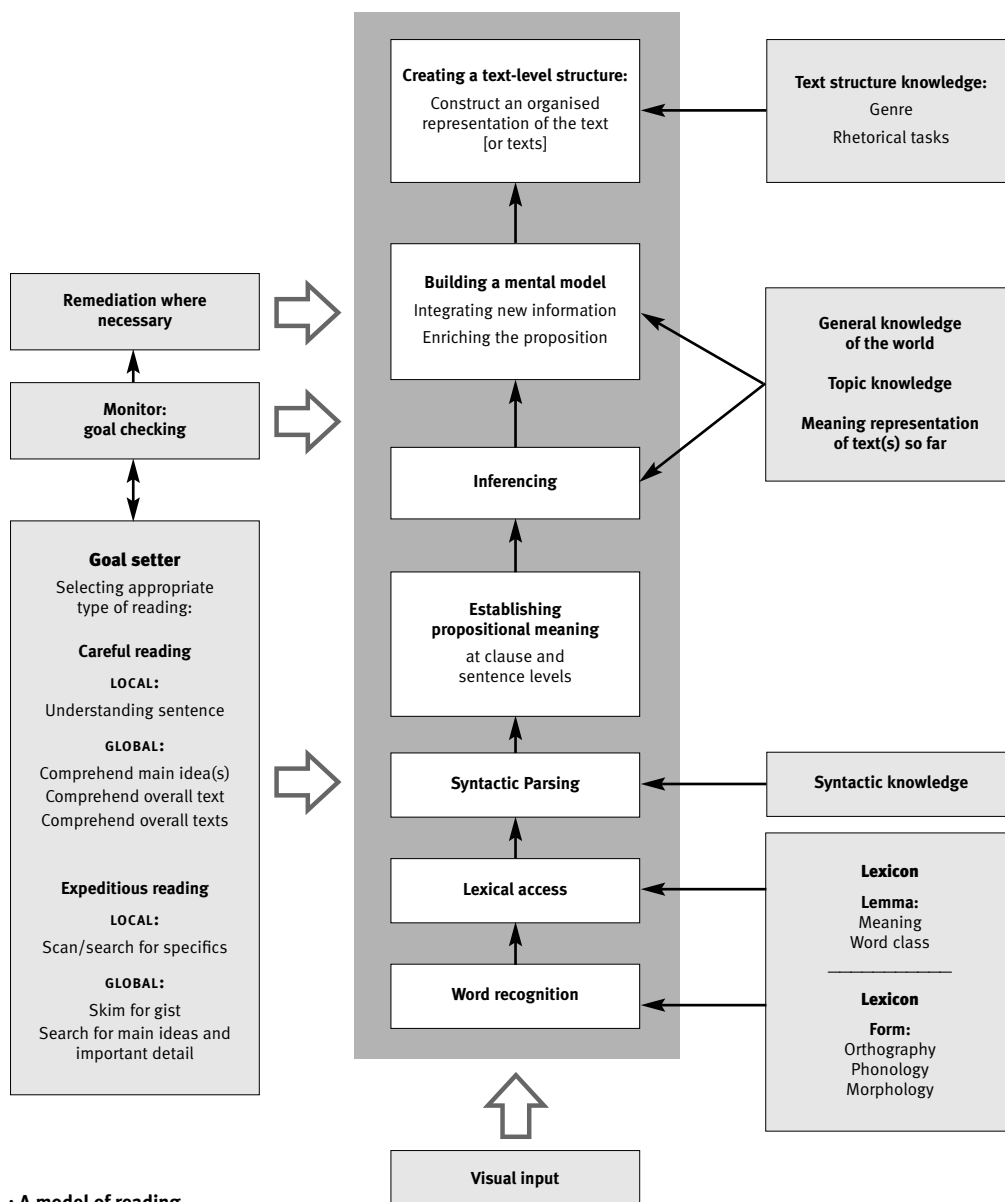 Creating a text-level structure:
Construct an organised
representation of the text
[or texts]
Text structure knowledge:
Genre
Rhetorical tasks
Remediation where
necessary
Building a mental model
Integrating new information
Enriching the proposition
General knowledge
of the world
Topic knowledge
Meaning representation
of text(s) so far
Monitor:
goal checking
Inferencing
Goal setter
Selecting appropriate
type of reading:
Careful reading
LOCAL:
Understanding sentence
GLOBAL:
Comprehend main idea(s)
Comprehend overall text
Comprehend overall texts
Expeditious reading
LOCAL:
Scan/search for specifics
GLOBAL:
Skim for gist
Search for main ideas and
important detail
Establishing
propositional meaning
at clause and
sentence levels
Syntactic Parsing
Syntactic knowledge
Lexical access
Word recognition
Lexicon
Lemma:
Meaning
Word class
Lexicon
Form:
Orthography
Phonology
Morphology
Visual input
: A model of reading